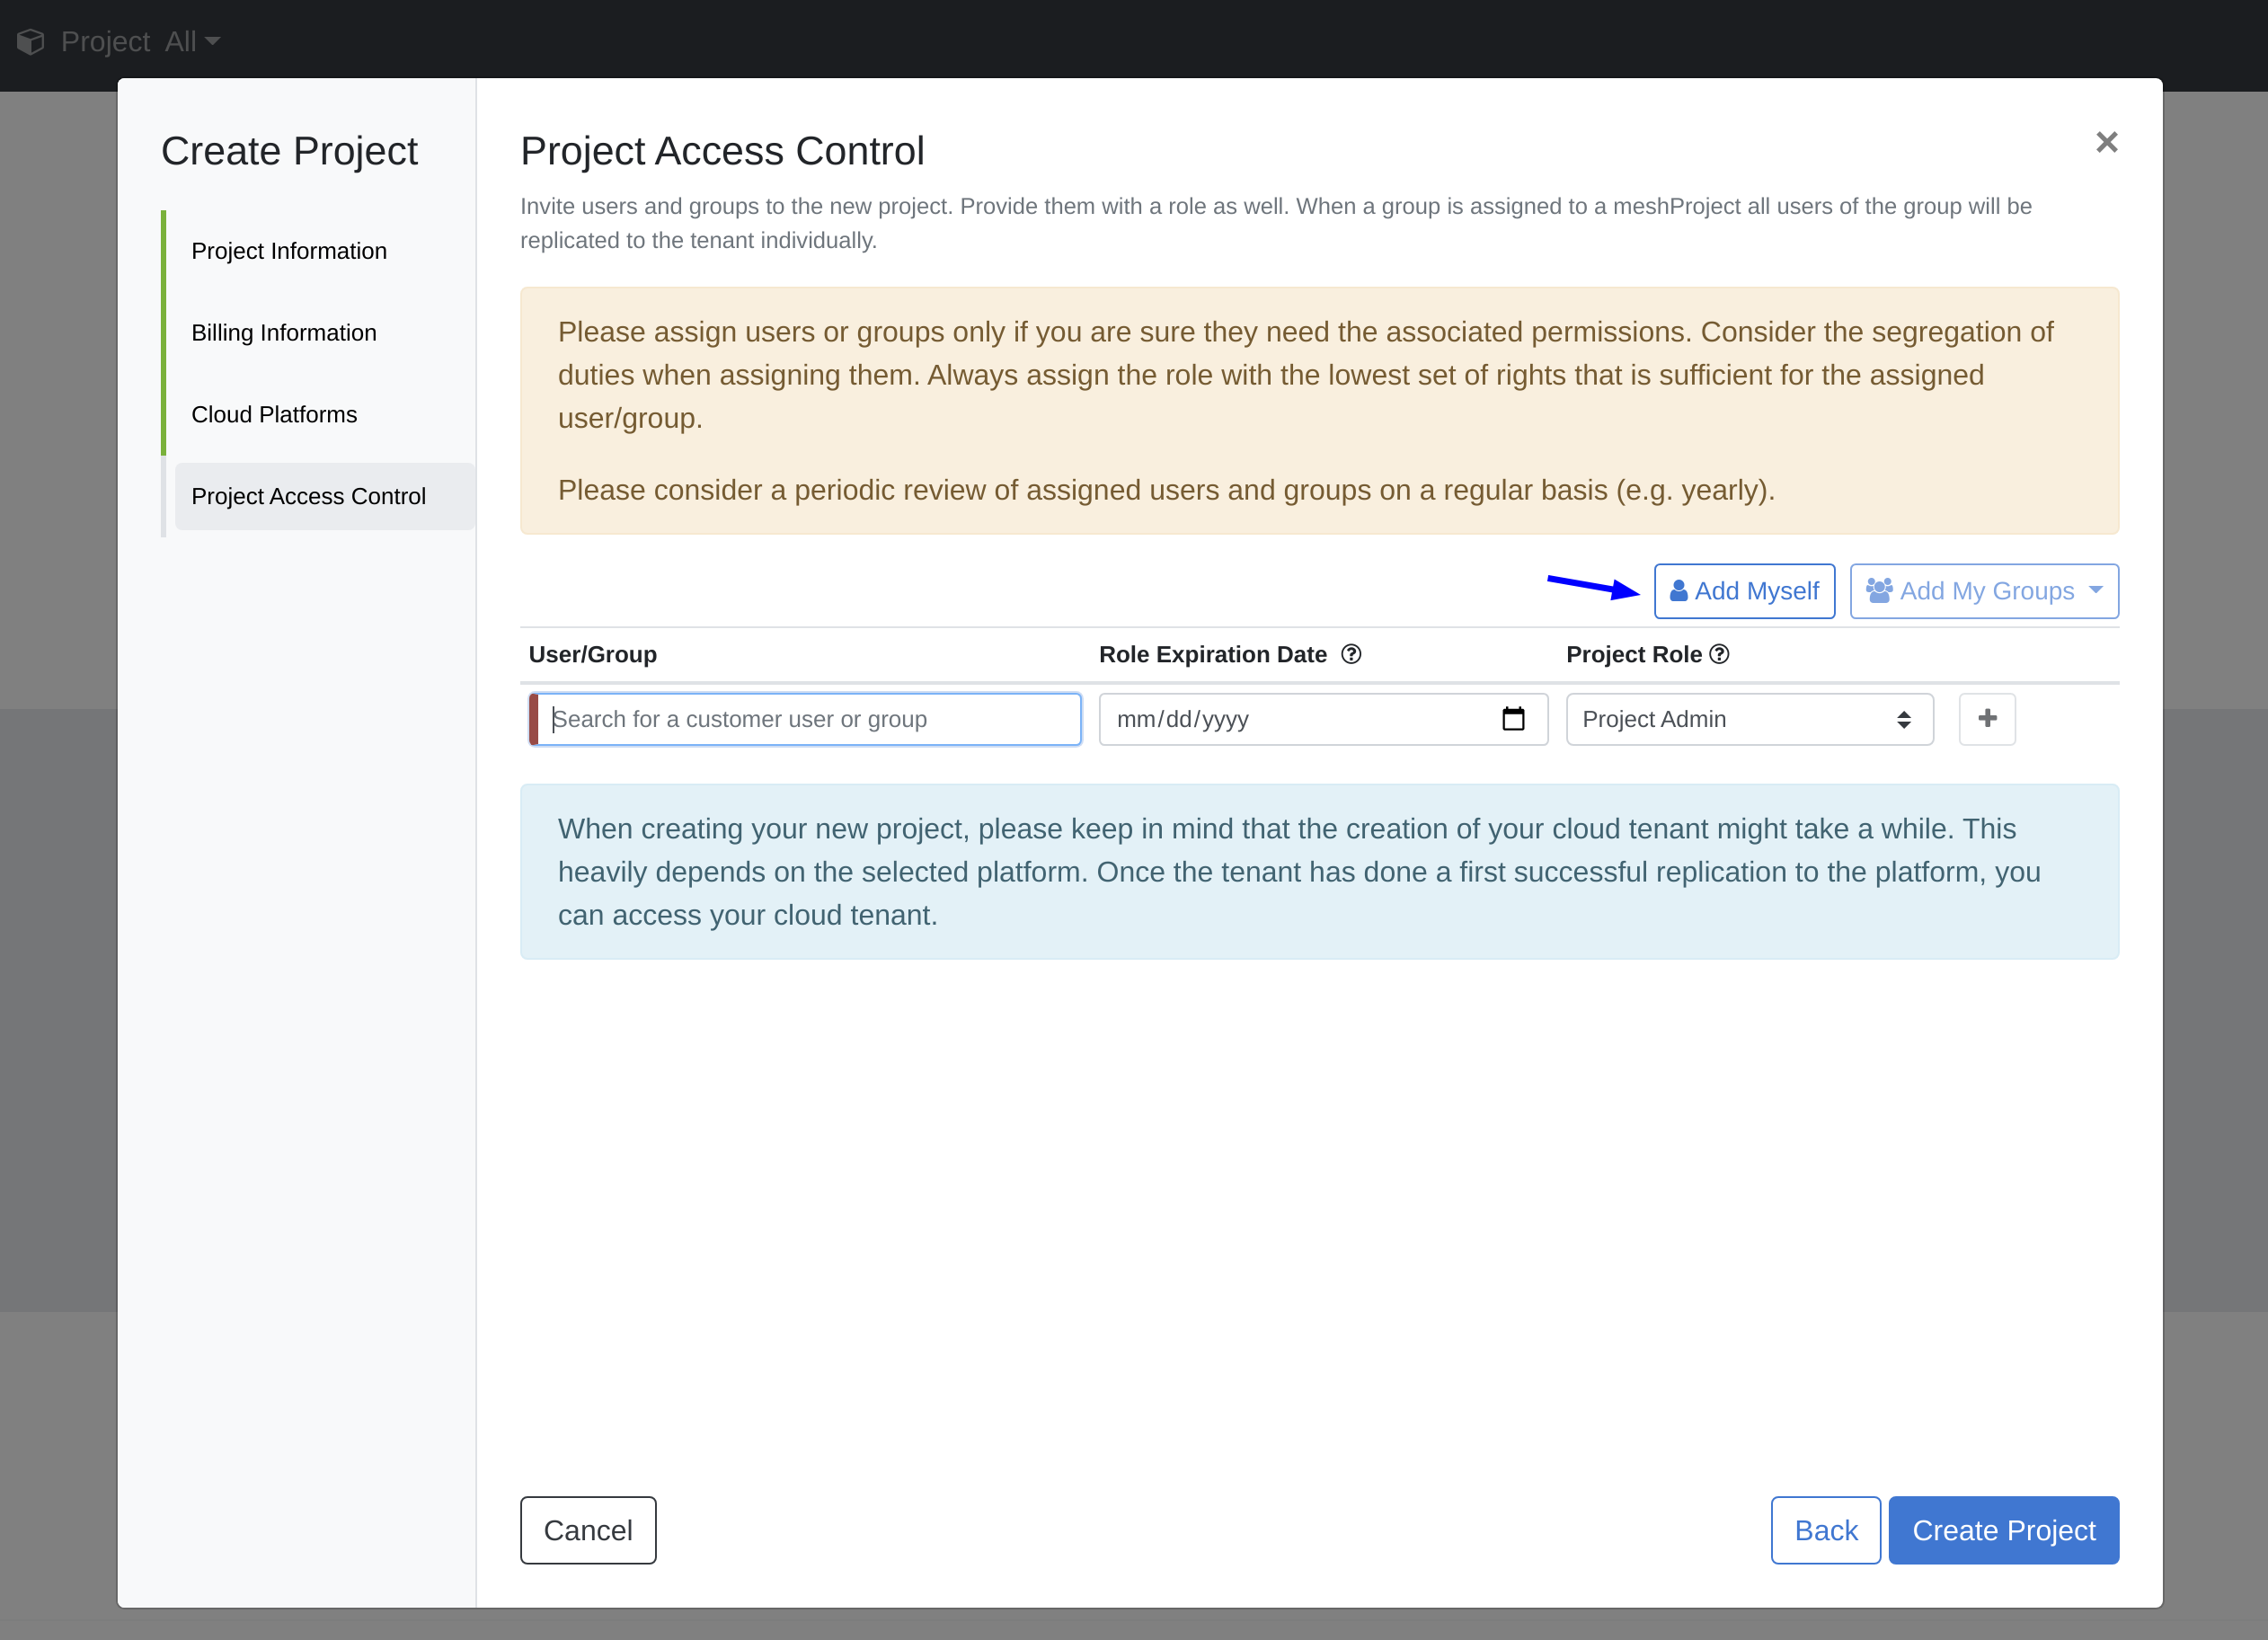 Project All
Create Project
Project Information
Billing Information
Cloud Platforms
Project Access Control
Project Access Control
Invite users and groups to the new project. Provide them with a role as well. When a group is assigned to a meshProject all users of the group will be
replicated to the tenant individually.
Please assign users or groups only if you are sure they need the associated permissions. Consider the segregation of
duties when assigning them. Always assign the role with the lowest set of rights that is sufficient for the assigned
user/group.
Please consider a periodic review of assigned users and groups on a regular basis (e.g. yearly).
Add Myself Add My Groups
User/Group Role Expiration Date Project Role
Search for a customer user or group mm/dd/yyyy Project Admin
When creating your new project, please keep in mind that the creation of your cloud tenant might take a while. This
heavily depends on the selected platform. Once the tenant has done a first successful replication to the platform, you
can access your cloud tenant.
Cancel Back Create Project